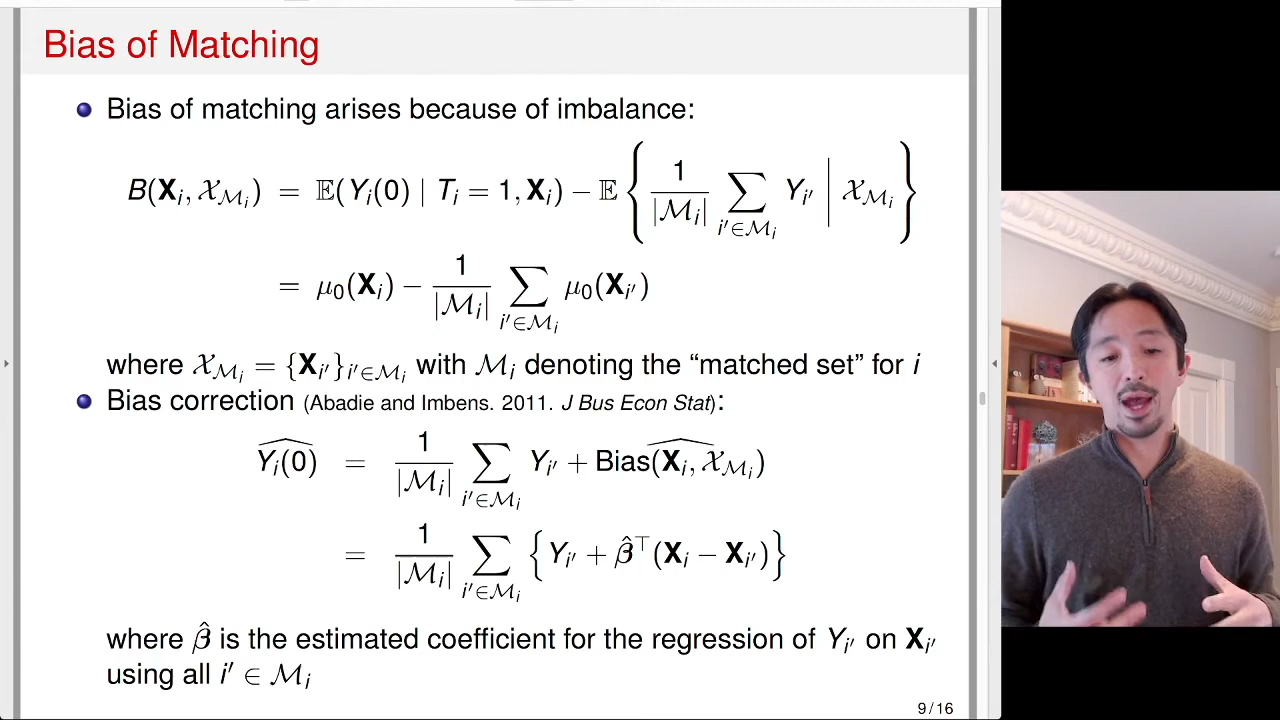 Bias of Matching
Bias of matching arises because of imbalance:
B(𝐗ᵢ, 𝒳_{ℳᵢ}) = 𝔼(Yᵢ(0) | Tᵢ = 1, 𝐗ᵢ) − 𝔼 { 1/|ℳᵢ| ∑_{i′∈ℳᵢ} Y_{i′} | 𝒳_{ℳᵢ} }
= μ₀(𝐗ᵢ) − 1/|ℳᵢ| ∑_{i′∈ℳᵢ} μ₀(𝐗_{i′})
where 𝒳_{ℳᵢ} = {𝐗_{i′}}_{i′∈ℳᵢ} with ℳᵢ denoting the “matched set” for i
Bias correction (Abadie and Imbens. 2011. J Bus Econ Stat):
\widehat{Yᵢ(0)} = 1/|ℳᵢ| ∑_{i′∈ℳᵢ} Y_{i′} + \widehat{Bias(𝐗ᵢ, 𝒳_{ℳᵢ})}
= 1/|ℳᵢ| ∑_{i′∈ℳᵢ} { Y_{i′} + β̂^⊤(𝐗ᵢ − 𝐗_{i′}) }
where β̂ is the estimated coefficient for the regression of Y_{i′} on 𝐗_{i′}
using all i′ ∈ ℳᵢ
9 / 16